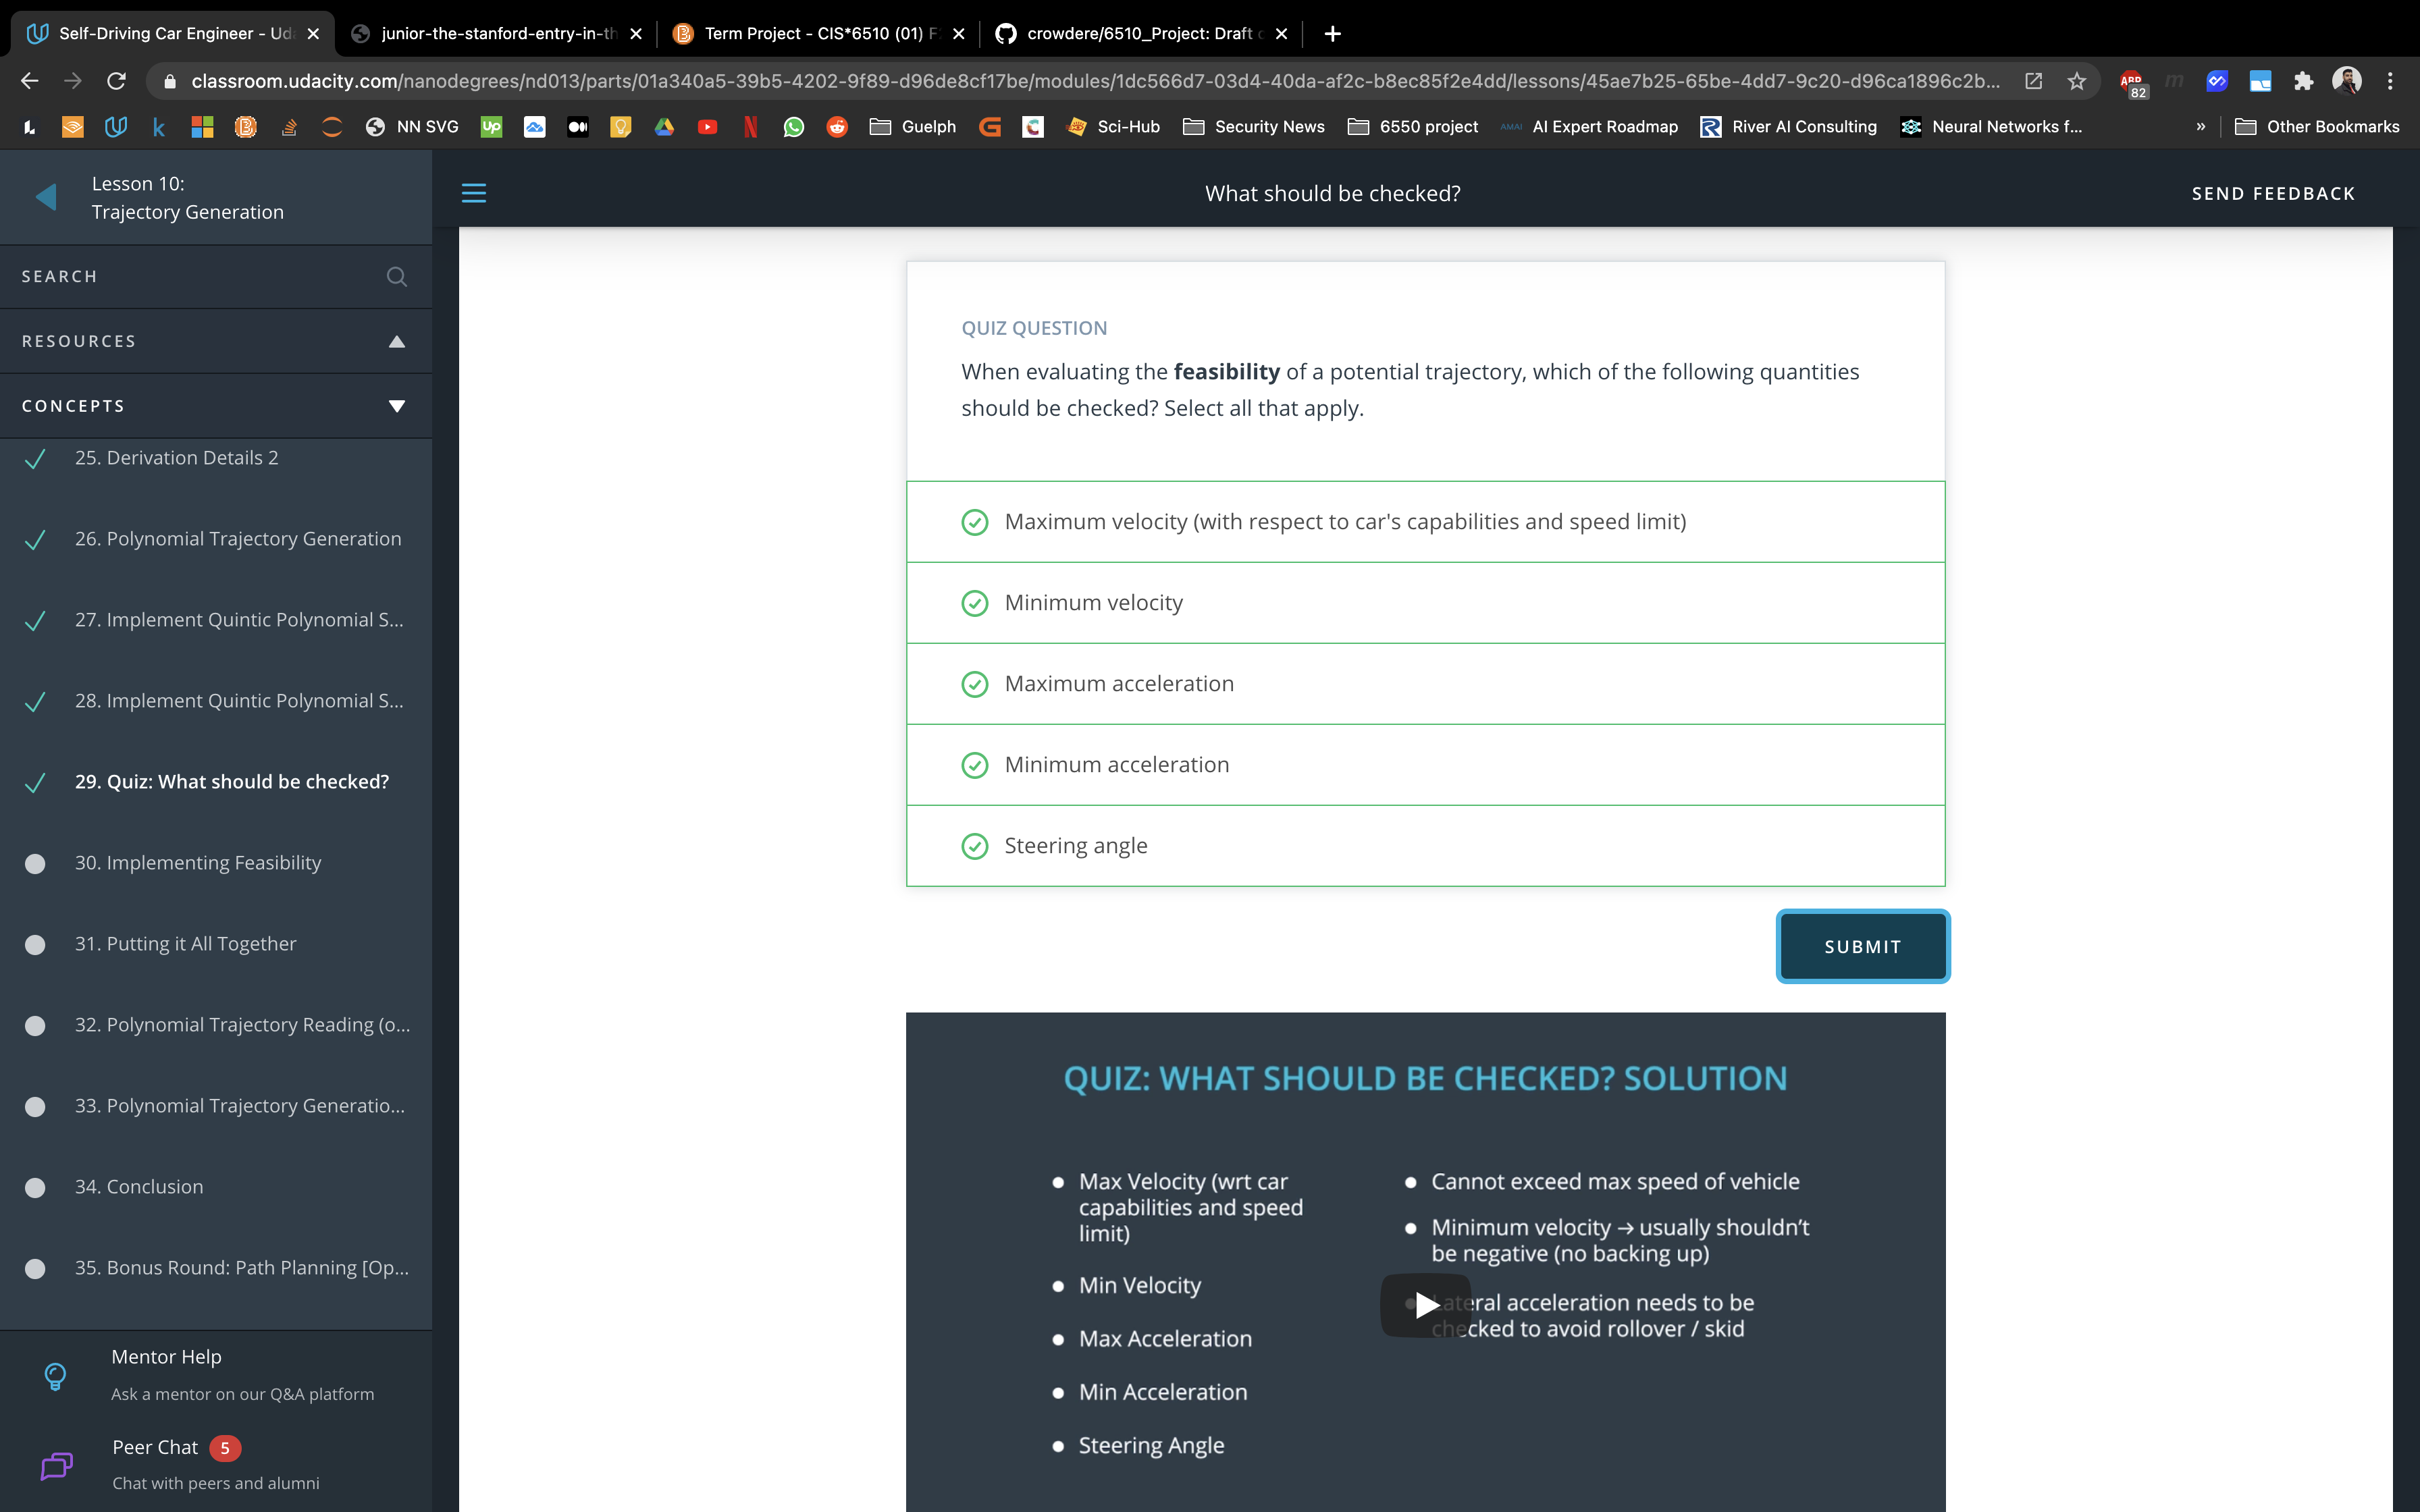 Self-Driving Car Engineer - Ud
junior-the-stanford-entry-in-th
Term Project - CIS*6510 (01) F
crowdere/6510_Project: Draft
classroom.udacity.com/nanodegrees/nd013/parts/01a340a5-39b5-4202-9f89-d96de8cf17be/modules/1dc566d7-03d4-40da-af2c-b8ec85f2e4dd/lessons/45ae7b25-65be-4dd7-9c20-d96ca1896c2b...
ABP
82
NN SVG
Up
Guelph
Sci-Hub
Security News
6550 project
AMAI
AI Expert Roadmap
River AI Consulting
Neural Networks f...
»
Other Bookmarks
Lesson 10:
Trajectory Generation
What should be checked?
SEND FEEDBACK
SEARCH
RESOURCES
CONCEPTS
25. Derivation Details 2
26. Polynomial Trajectory Generation
27. Implement Quintic Polynomial S...
28. Implement Quintic Polynomial S...
29. Quiz: What should be checked?
30. Implementing Feasibility
31. Putting it All Together
32. Polynomial Trajectory Reading (o...
33. Polynomial Trajectory Generatio...
34. Conclusion
35. Bonus Round: Path Planning [Op...
Mentor Help
Ask a mentor on our Q&A platform
Peer Chat 5
Chat with peers and alumni
QUIZ QUESTION
When evaluating the feasibility of a potential trajectory, which of the following quantities
should be checked? Select all that apply.
Maximum velocity (with respect to car's capabilities and speed limit)
Minimum velocity
Maximum acceleration
Minimum acceleration
Steering angle
SUBMIT
QUIZ: WHAT SHOULD BE CHECKED? SOLUTION
Max Velocity (wrt car
capabilities and speed
limit)
Min Velocity
Max Acceleration
Min Acceleration
Steering Angle
Cannot exceed max speed of vehicle
Minimum velocity → usually shouldn't
be negative (no backing up)
Lateral acceleration needs to be
checked to avoid rollover / skid